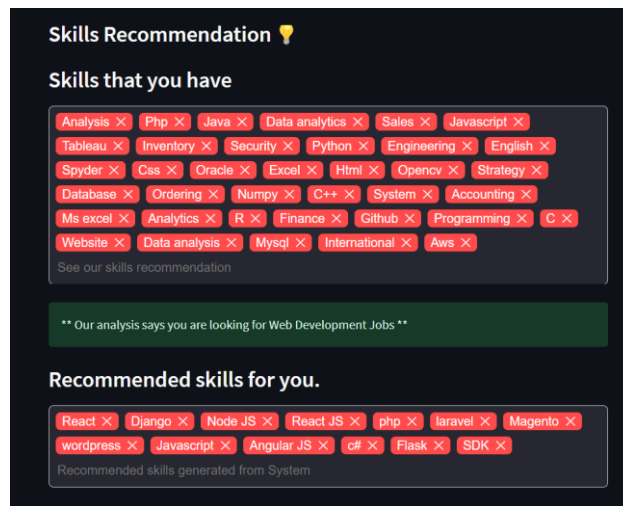 Skills Recommendation 💡
Skills that you have
Analysis × Php × Java × Data analytics × Sales × Javascript ×
Tableau × Inventory × Security × Python × Engineering × English ×
Spyder × Css × Oracle × Excel × Html × Opencv × Strategy ×
Database × Ordering × Numpy × C++ × System × Accounting ×
Ms excel × Analytics × R × Finance × Github × Programming × C ×
Website × Data analysis × Mysql × International × Aws ×
See our skills recommendation
** Our analysis says you are looking for Web Development Jobs **
Recommended skills for you.
React × Django × Node JS × React JS × php × laravel × Magento ×
wordpress × Javascript × Angular JS × c# × Flask × SDK ×
Recommended skills generated from System